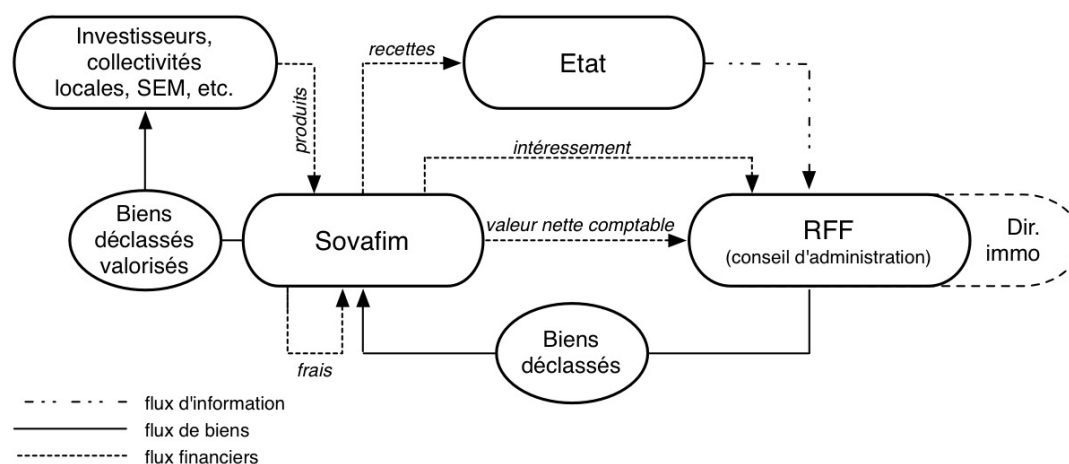 Investisseurs,
collectivités
locales, SEM, etc.
recettes
Etat
produits
intéressement
Biens
déclassés
valorisés
Sovafim
valeur nette comptable
RFF
(conseil d'administration)
Dir.
immo
frais
Biens
déclassés
flux d'information
flux de biens
flux financiers